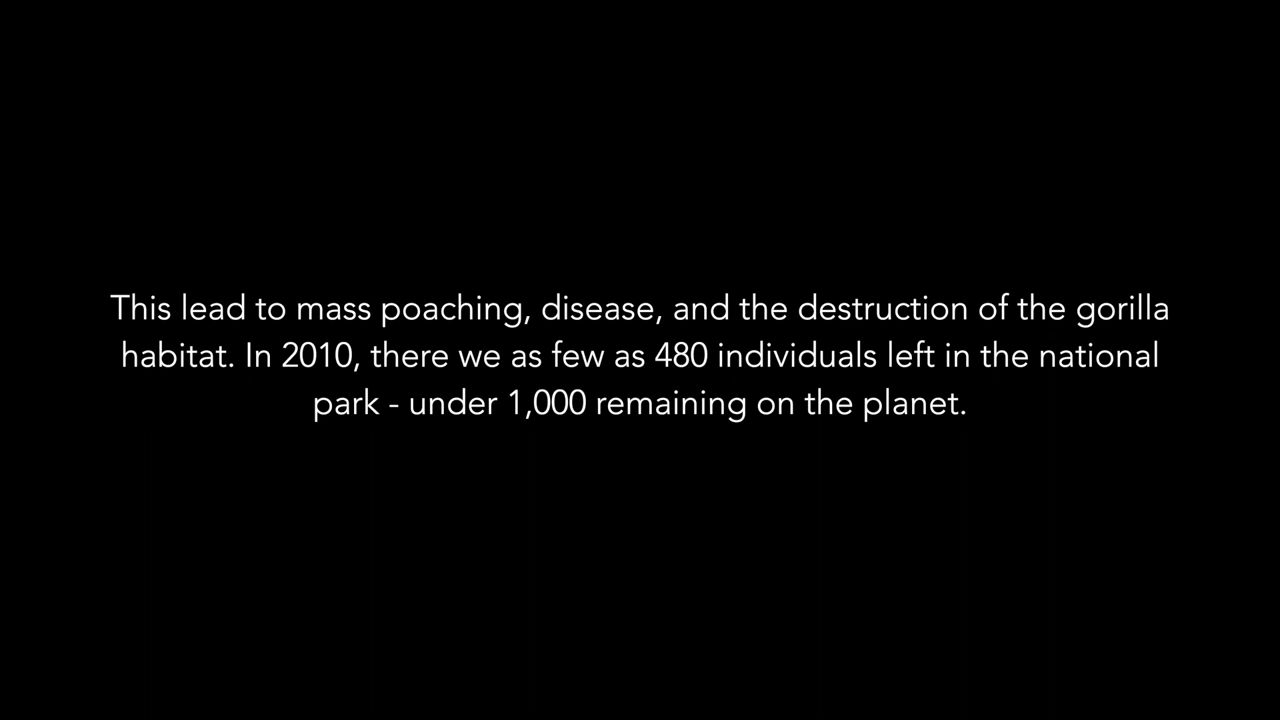 This lead to mass poaching, disease, and the destruction of the gorilla
habitat. In 2010, there we as few as 480 individuals left in the national
park - under 1,000 remaining on the planet.